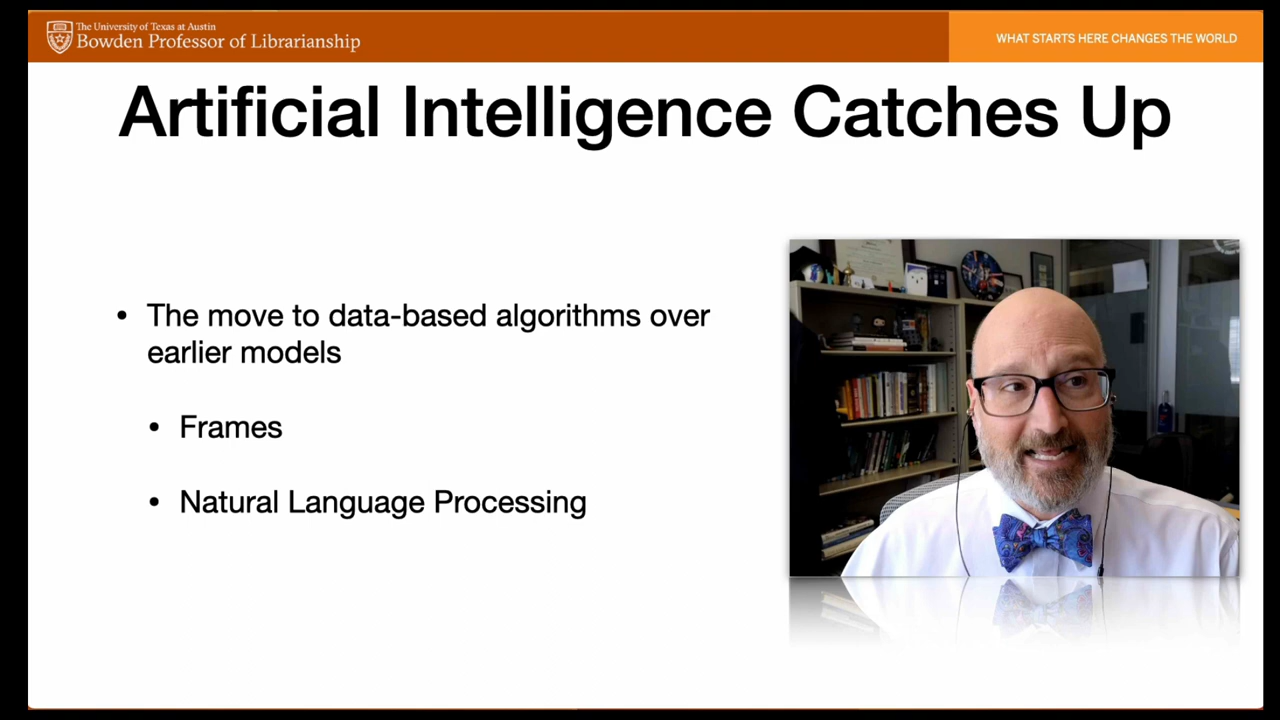 The University of Texas at Austin
Bowden Professor of Librarianship
WHAT STARTS HERE CHANGES THE WORLD
Artificial Intelligence Catches Up
• The move to data-based algorithms over
earlier models
• Frames
• Natural Language Processing